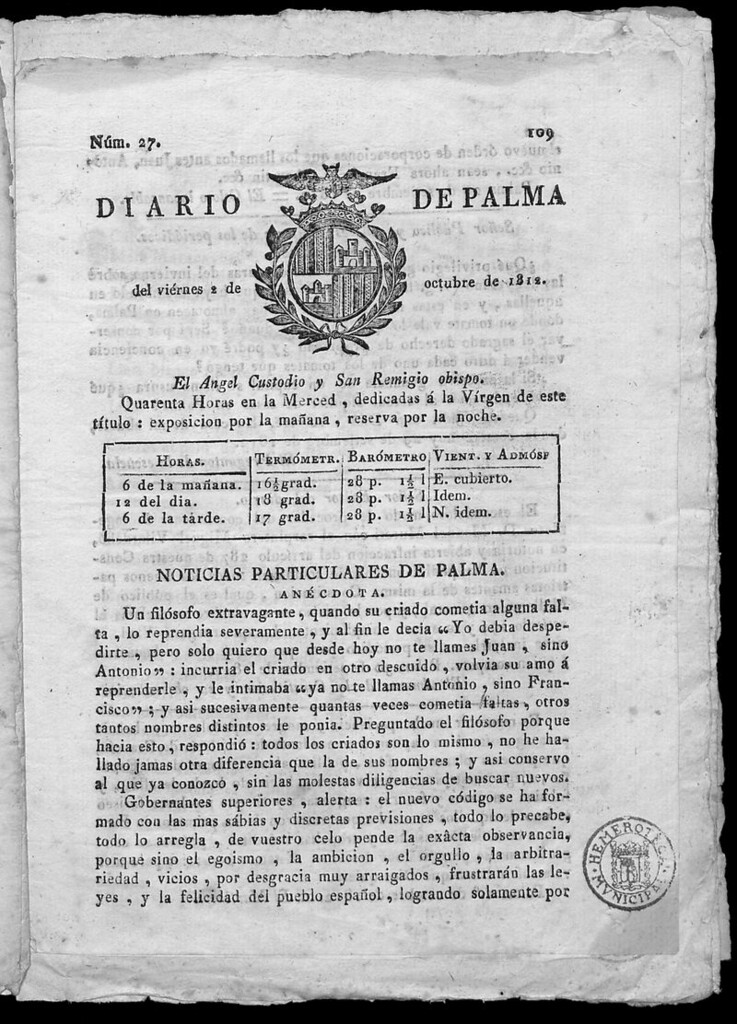 Núm. 27. 109
DIARIO DE PALMA
del viérnes 2 de octubre de 1812.
El Angel Custodio y San Remigio obispo.
Quarenta Horas en la Merced , dedicadas á la Vírgen de este
título : exposicion por la mañana , reserva por la noche.
HORAS. TERMÓMETR. BARÓMETRO VIENT. Y ADMÓSF
6 de la mañana. 16½ grad. 28 p. 1½ l E. cubierto.
12 del dia. 18 grad. 28 p. 1½ l Idem.
6 de la tarde. 17 grad. 28 p. 1½ l N. idem.
NOTICIAS PARTICULARES DE PALMA.
ANÉCDOTA.
Un filósofo extravagante, quando su criado cometia alguna fal-
ta , lo reprendia severamente , y al fin le decia “Yo debia despe-
dirte , pero solo quiero que desde hoy no te llames Juan , sino
Antonio” : incurria el criado en otro descuido , volvia su amo á
reprenderle , y le intimaba “ya no te llamas Antonio , sino Fran-
cisco” ; y asi sucesivamente quantas veces cometia faltas , otros
tantos nombres distintos le ponia. Preguntado el filósofo porque
hacia esto , respondió : todos los criados son lo mismo , no he ha-
llado jamas otra diferencia que la de sus nombres ; y asi conservo
al que ya conozco , sin las molestas diligencias de buscar nuevos.
Gobernantes superiores , alerta : el nuevo código se ha for-
mado con las mas sábias y discretas previsiones , todo lo precabe,
todo lo arregla , de vuestro celo pende la exâcta observancia,
porque sino el egoismo , la ambicion , el orgullo , la arbitra-
riedad , vicios , por desgracia muy arraigados , frustrarán las le-
yes , y la felicidad del pueblo español , logrando solamente por
HEMEROTECA
MVNICIPAL